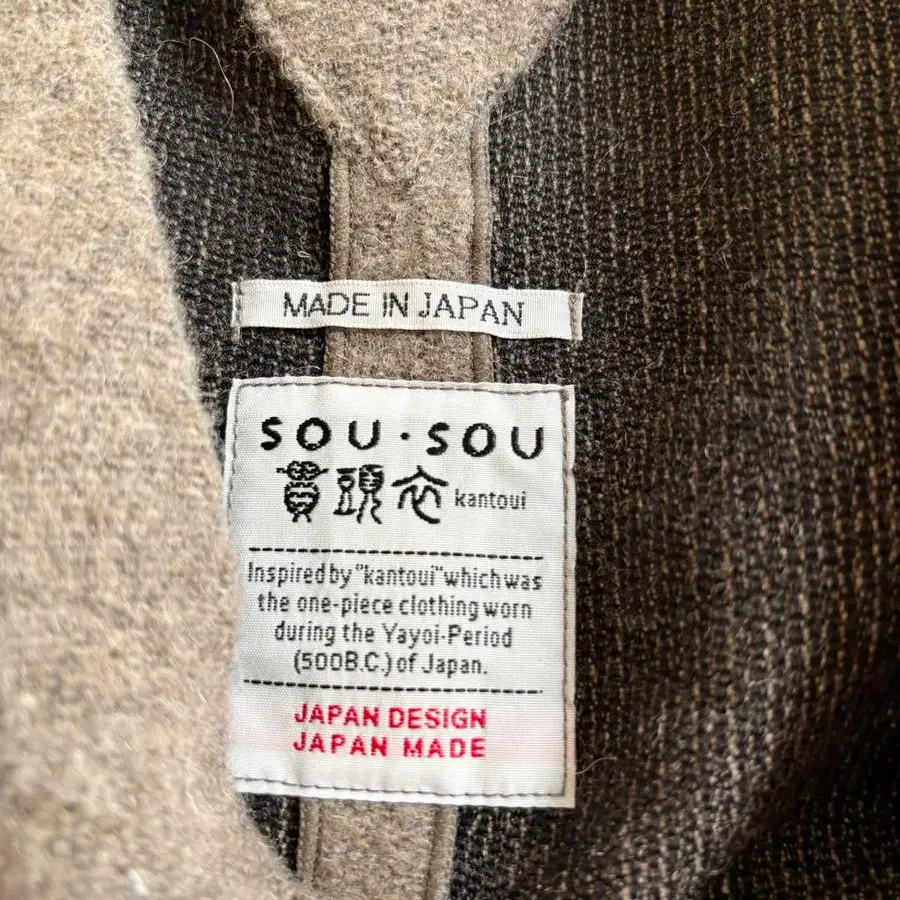 MADE IN JAPAN
SOU・SOU
貫頭衣 kantoui
Inspired by "kantoui" which was
the one-piece clothing worn
during the Yayoi-Period
(500B.C.) of Japan.
JAPAN DESIGN
JAPAN MADE